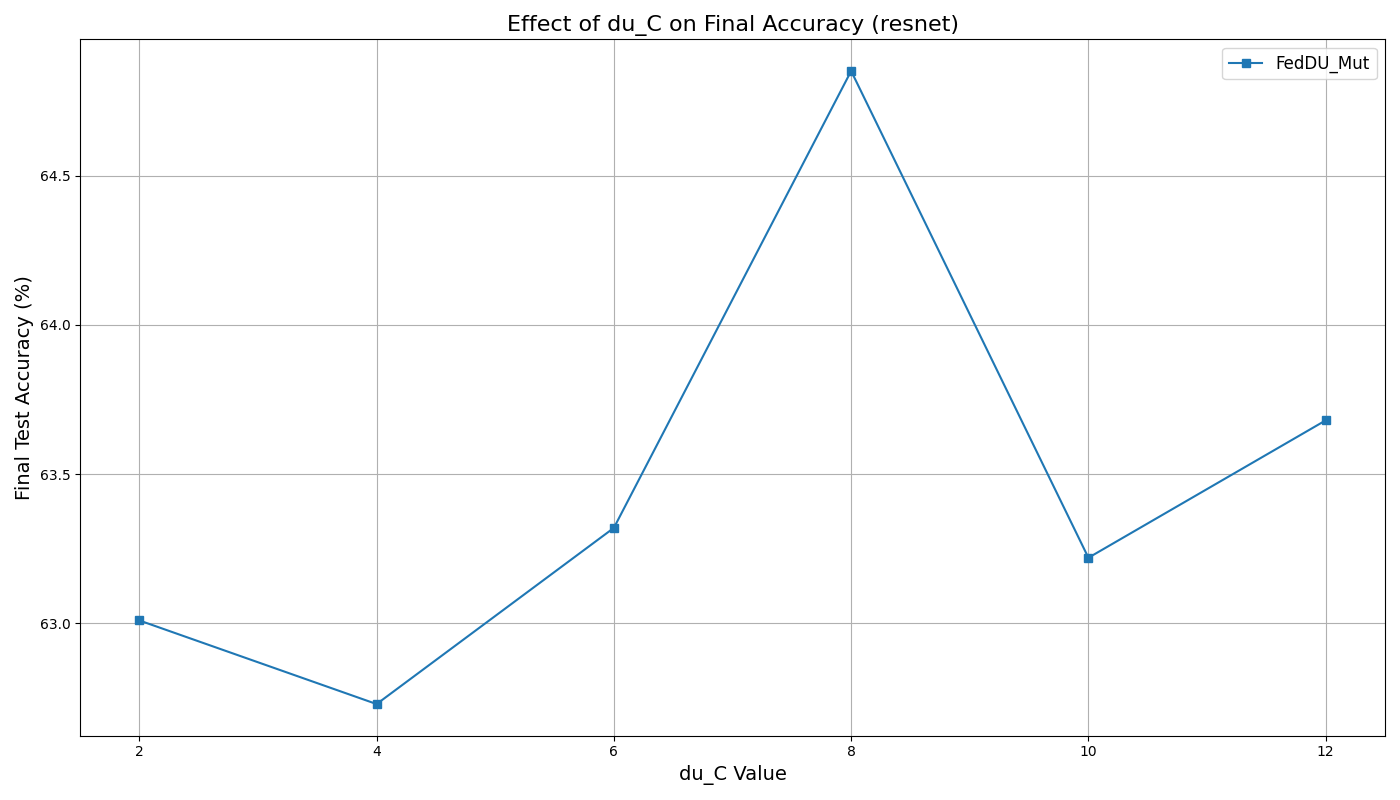 Effect of du_C on Final Accuracy (resnet)
FedDU_Mut
Final Test Accuracy (%)
64.5
64.0
63.5
63.0
2 4 6 8 10 12
du_C Value